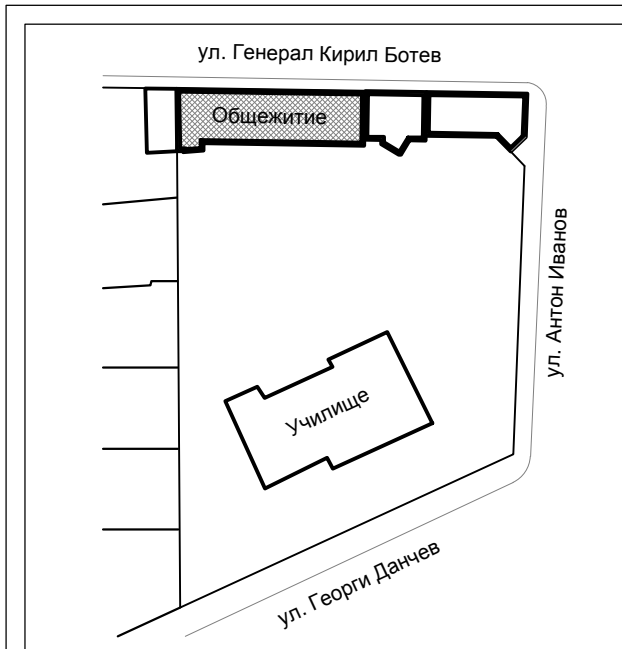 ул. Генерал Кирил Ботев
Общежитие
ул. Антон Иванов
Училище
ул. Георги Данчев